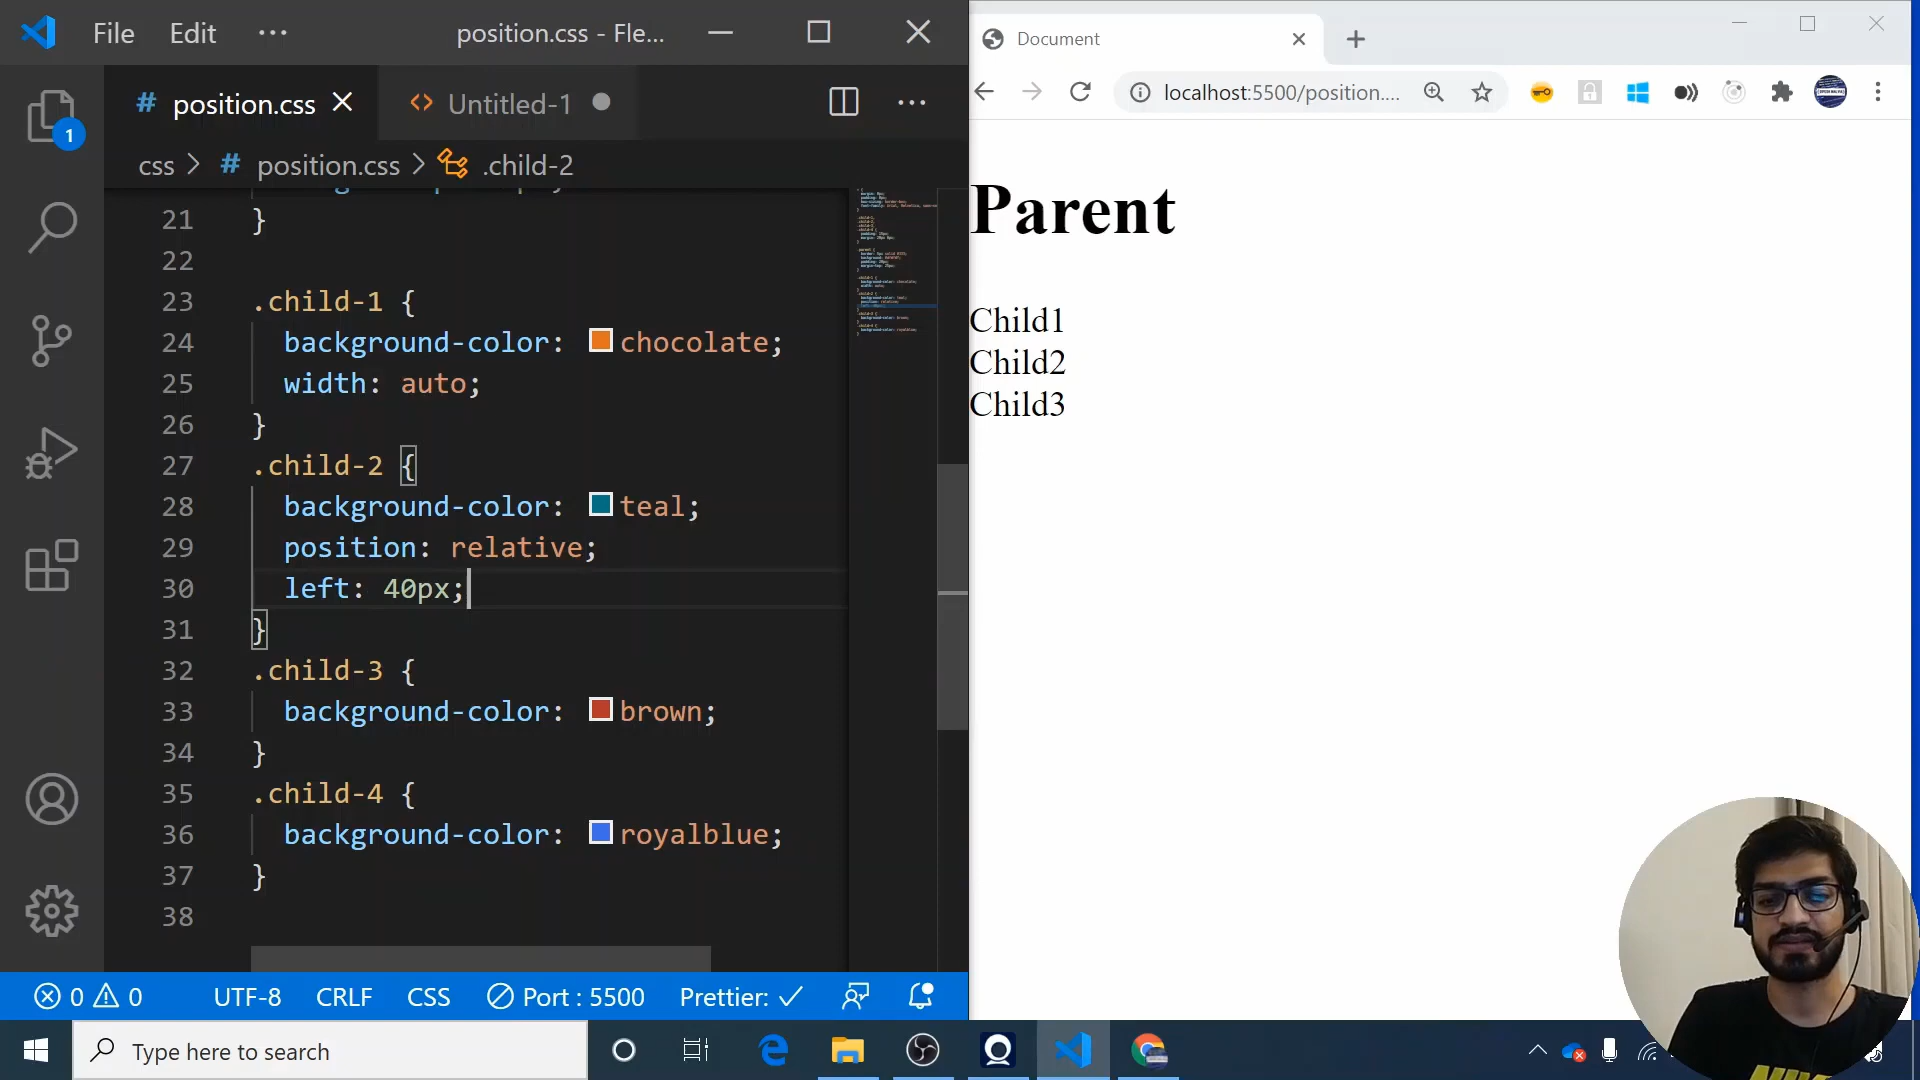 File Edit ··· position.css - Fle...
# position.css Untitled-1 ···
css > # position.css > .child-2
21 }
22
23 .child-1 {
24 background-color: chocolate;
25 width: auto;
26 }
27 .child-2 {
28 background-color: teal;
29 position: relative;
30 left: 40px;
31 }
32 .child-3 {
33 background-color: brown;
34 }
35 .child-4 {
36 background-color: royalblue;
37 }
38
0 0 UTF-8 CRLF CSS Port : 5500 Prettier: ✓
1
Document
localhost:5500/position....
Parent
Child1
Child2
Child3
Type here to search